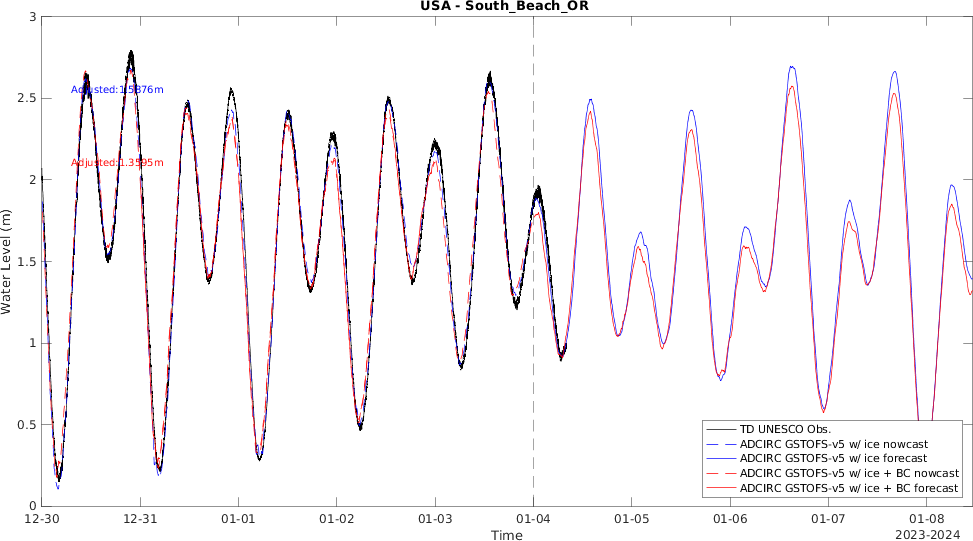 USA - South_Beach_OR
3
2.5
2
1.5
1
0.5
0
Water Level (m)
Adjusted:1.5876m
Adjusted:1.3595m
TD UNESCO Obs.
ADCIRC GSTOFS-v5 w/ ice nowcast
ADCIRC GSTOFS-v5 w/ ice forecast
ADCIRC GSTOFS-v5 w/ ice + BC nowcast
ADCIRC GSTOFS-v5 w/ ice + BC forecast
12-30 12-31 01-01 01-02 01-03 01-04 01-05 01-06 01-07 01-08
Time
2023-2024